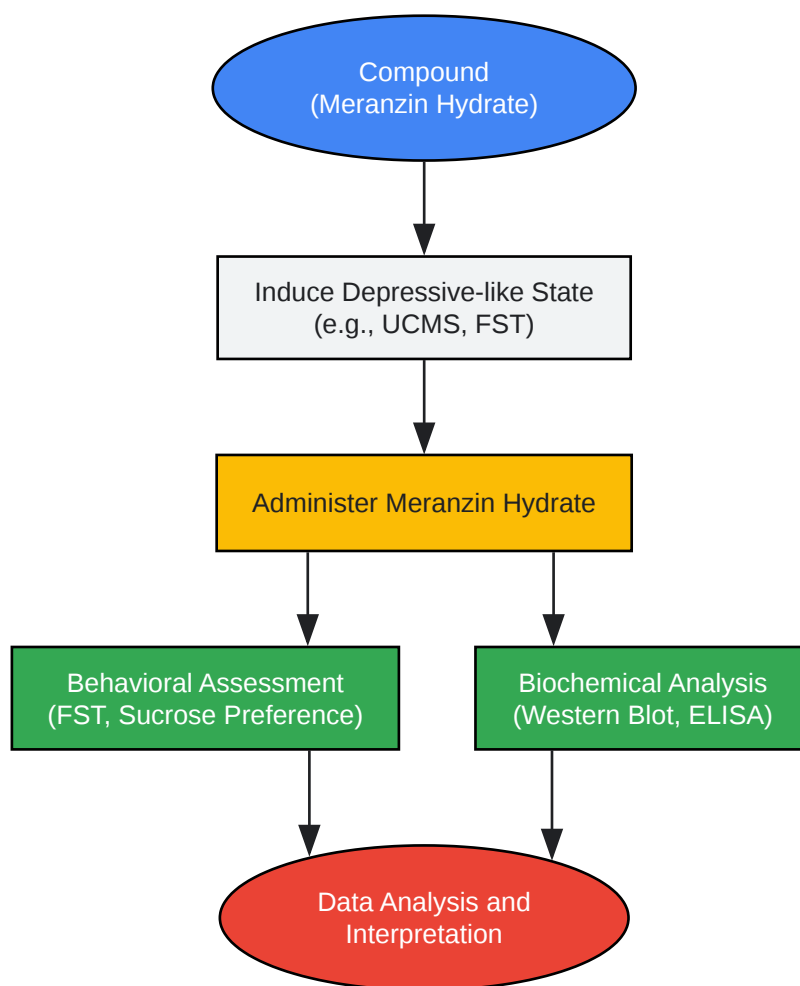 Compound
(Meranzin Hydrate)
Induce Depressive-like State
(e.g., UCMS, FST)
Administer Meranzin Hydrate
Behavioral Assessment
(FST, Sucrose Preference)
Biochemical Analysis
(Western Blot, ELISA)
Data Analysis and
Interpretation